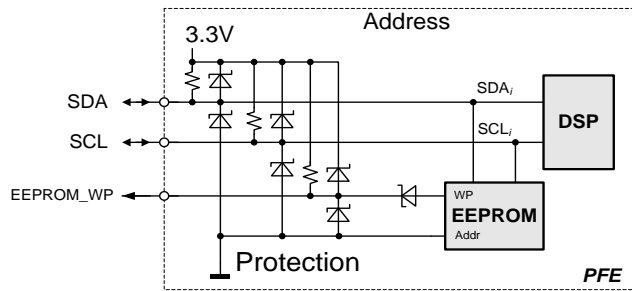 Address
3.3V
SDA
SDAi
SCL
SCLi
DSP
EEPROM_WP
WP
EEPROM
Addr
Protection
PFE